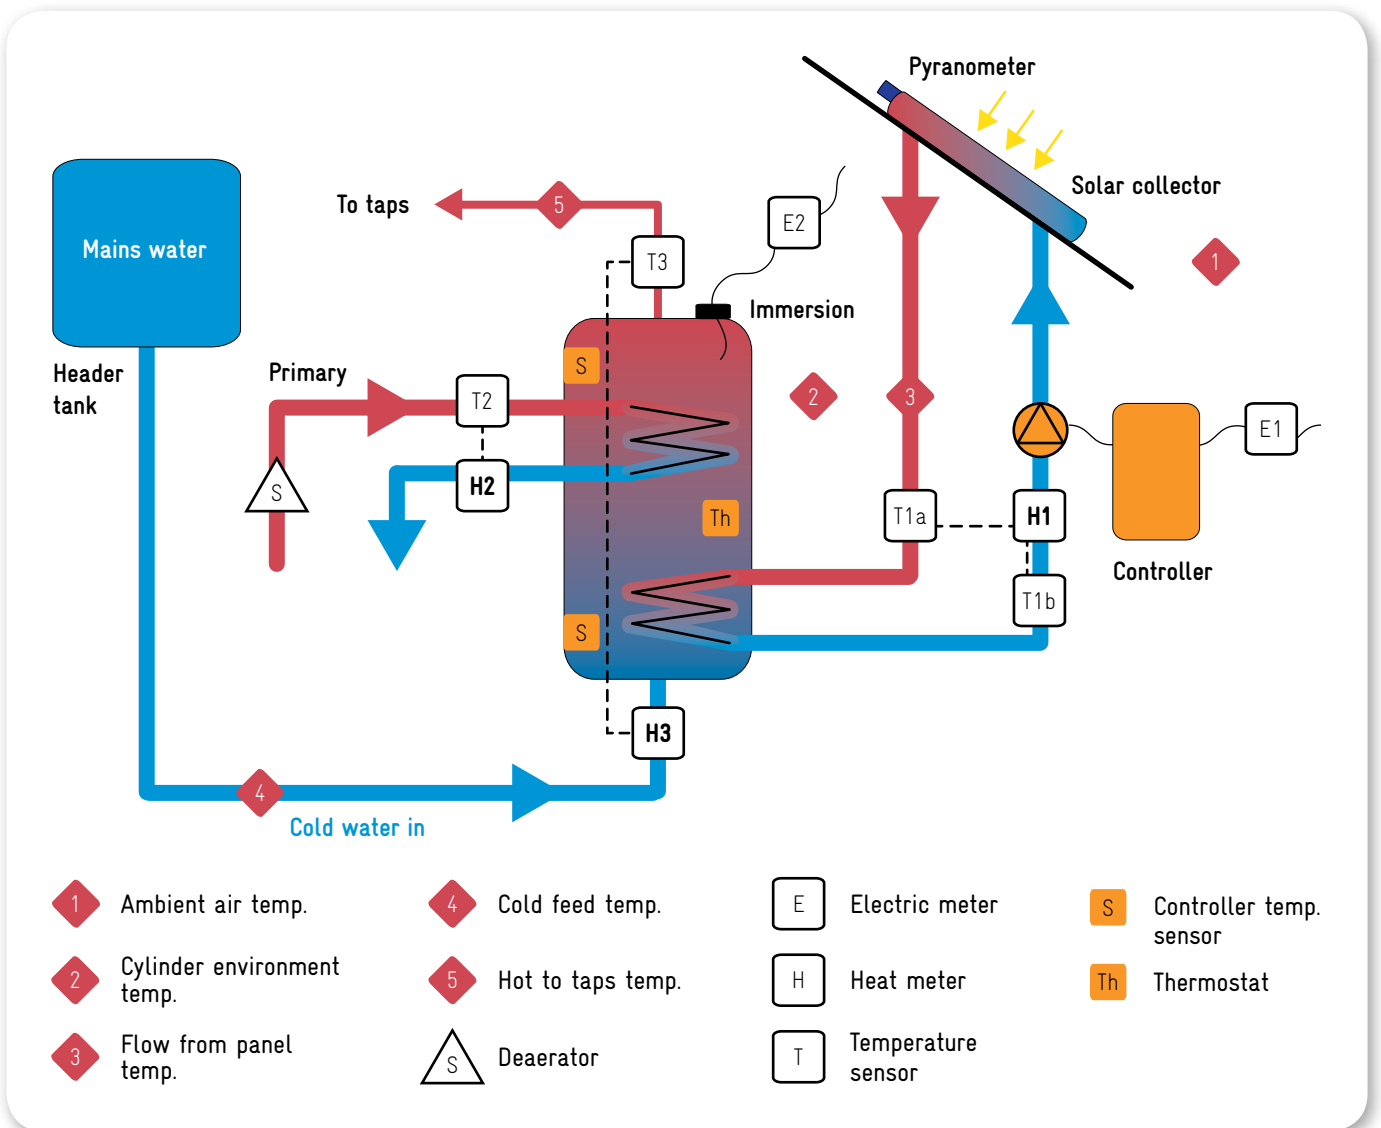 Pyranometer
Solar collector
Mains water
To taps
5
E2
T3
1
Immersion
Header
tank
Primary
S
T2
2
3
E1
S
H2
Th
T1a
H1
Controller
T1b
S
H3
4
Cold water in
1 Ambient air temp.
2 Cylinder environment
temp.
3 Flow from panel
temp.
4 Cold feed temp.
5 Hot to taps temp.
S Deaerator
E Electric meter
H Heat meter
T Temperature
sensor
S Controller temp.
sensor
Th Thermostat